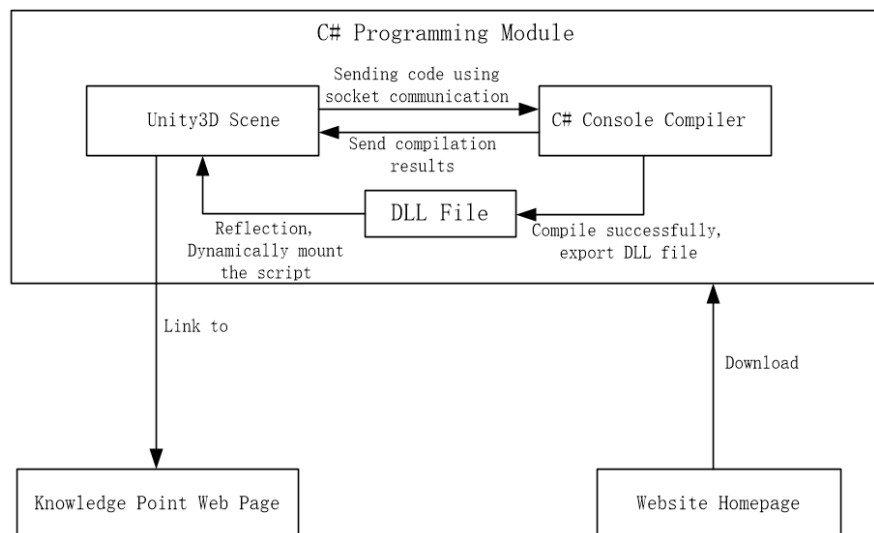 C# Programming Module
Sending code using
socket communication
Unity3D Scene
C# Console Compiler
Send compilation
results
DLL File
Reflection,
Dynamically mount
the script
Compile successfully,
export DLL file
Link to
Download
Knowledge Point Web Page
Website Homepage